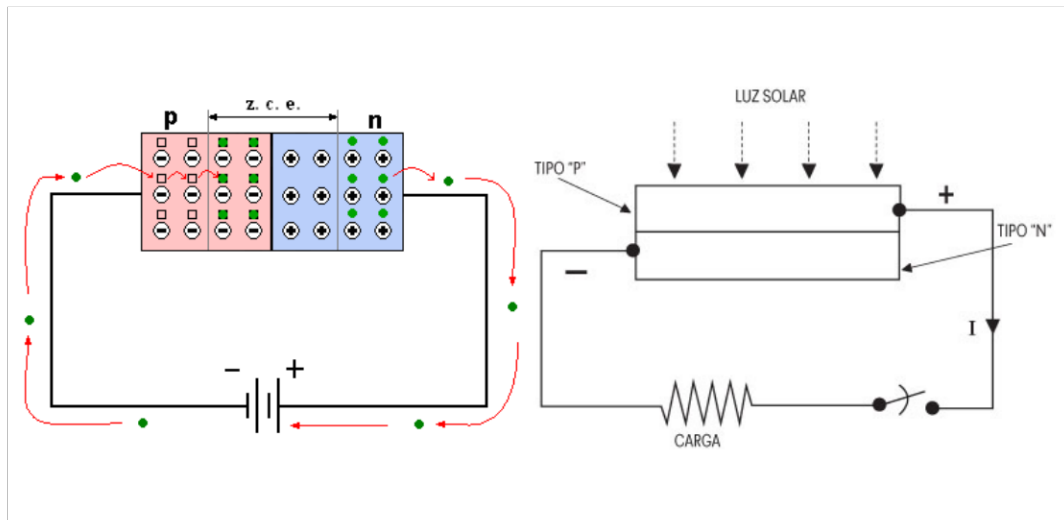 z. c. e.
p
n
- +
LUZ SOLAR
TIPO "P"
+
TIPO "N"
−
I
CARGA